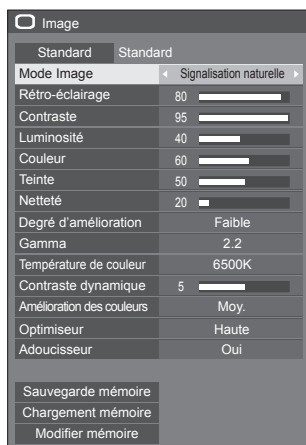 Image
Standard Standard
Mode Image Signalisation naturelle
Rétro-éclairage 80
Contraste 95
Luminosité 40
Couleur 60
Teinte 50
Netteté 20
Degré d’amélioration Faible
Gamma 2.2
Température de couleur 6500K
Contraste dynamique 5
Amélioration des couleurs Moy.
Optimiseur Haute
Adoucisseur Oui
Sauvegarde mémoire
Chargement mémoire
Modifier mémoire